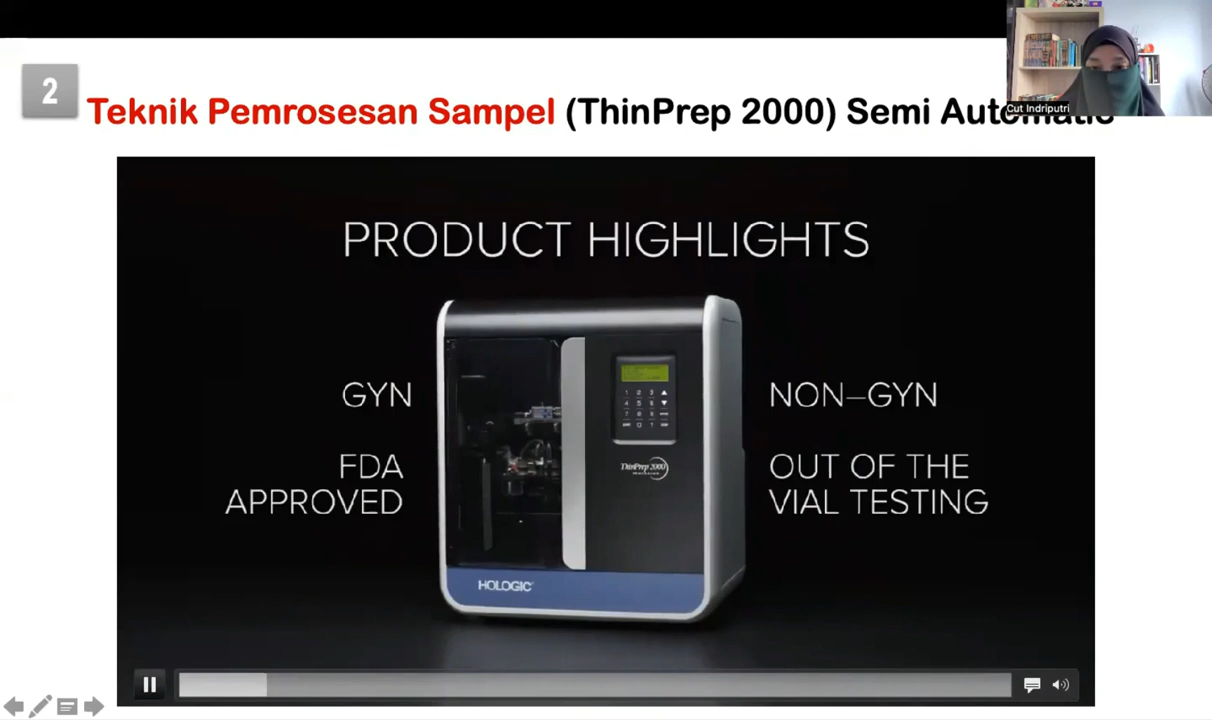 2
Teknik Pemrosesan Sampel (ThinPrep 2000) Semi Automatic
Cut Indriputri
PRODUCT HIGHLIGHTS
GYN
NON–GYN
FDA
APPROVED
OUT OF THE
VIAL TESTING
ThinPrep 2000
HOLOGIC